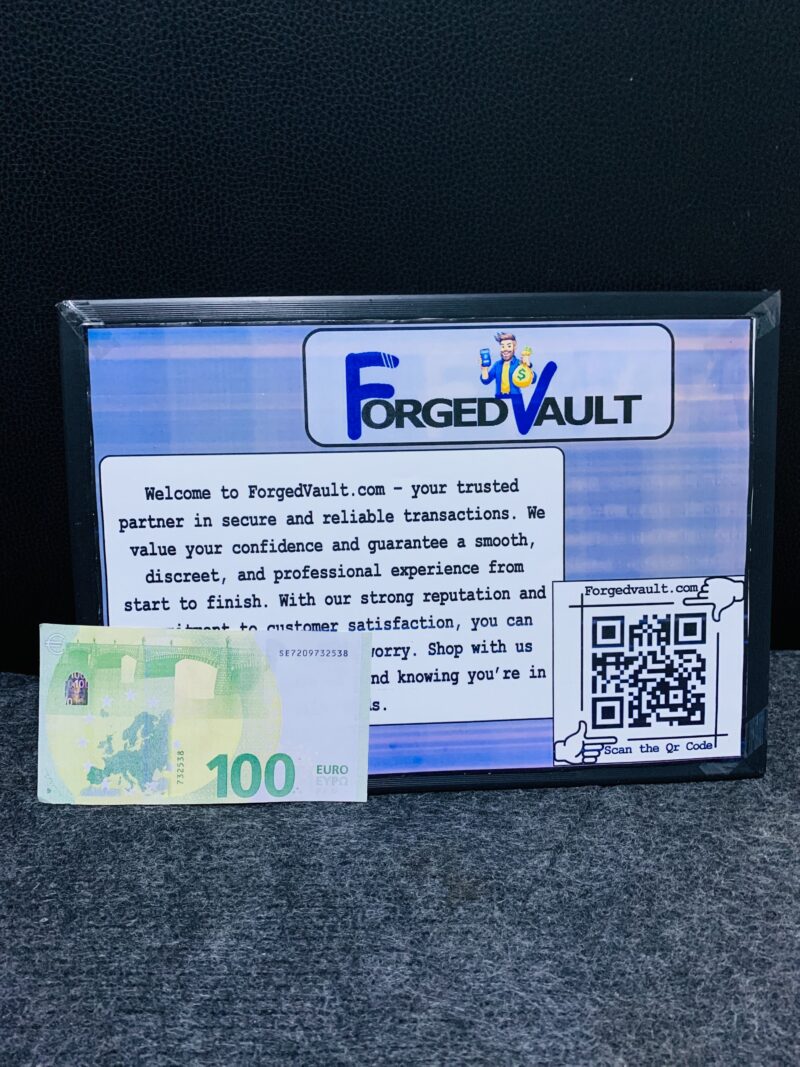 FORGEDVAULT
Welcome to ForgedVault.com – your trusted
partner in secure and reliable transactions. We
value your confidence and guarantee a smooth,
discreet, and professional experience from
start to finish. With our strong reputation and
to customer satisfaction, you can
worry. Shop with us
nd knowing you're in
s.
Forgedvault.com
Scan the Qr Code
SE7209732538
732538
100
EURO
ΕΥΡΩ